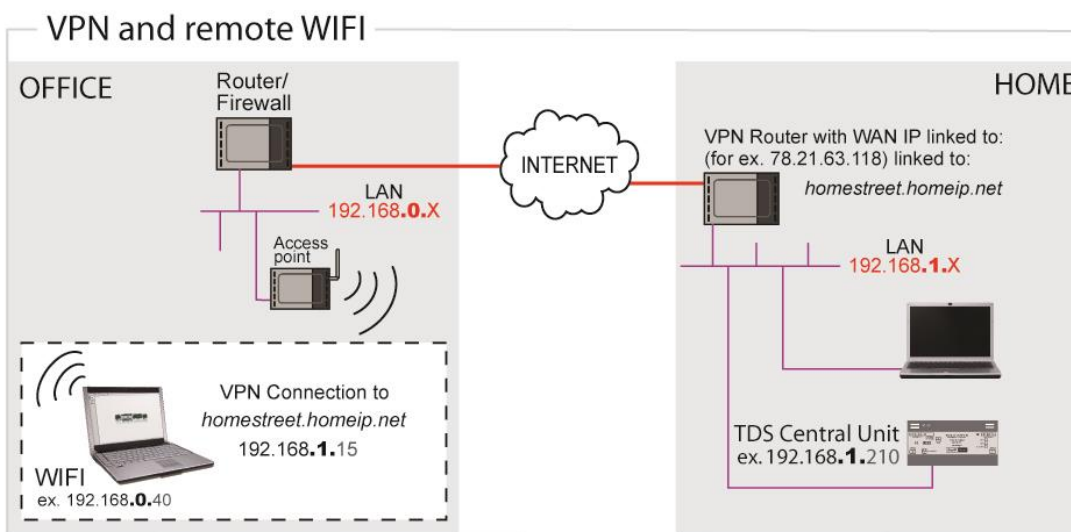 VPN and remote WIFI
OFFICE
Router/
Firewall
LAN
192.168.0.X
Access
point
VPN Connection to
homestreet.homeip.net
192.168.1.15
WIFI
ex. 192.168.0.40
INTERNET
HOME
VPN Router with WAN IP linked to:
(for ex. 78.21.63.118) linked to:
homestreet.homeip.net
LAN
192.168.1.X
TDS Central Unit
ex. 192.168.1.210